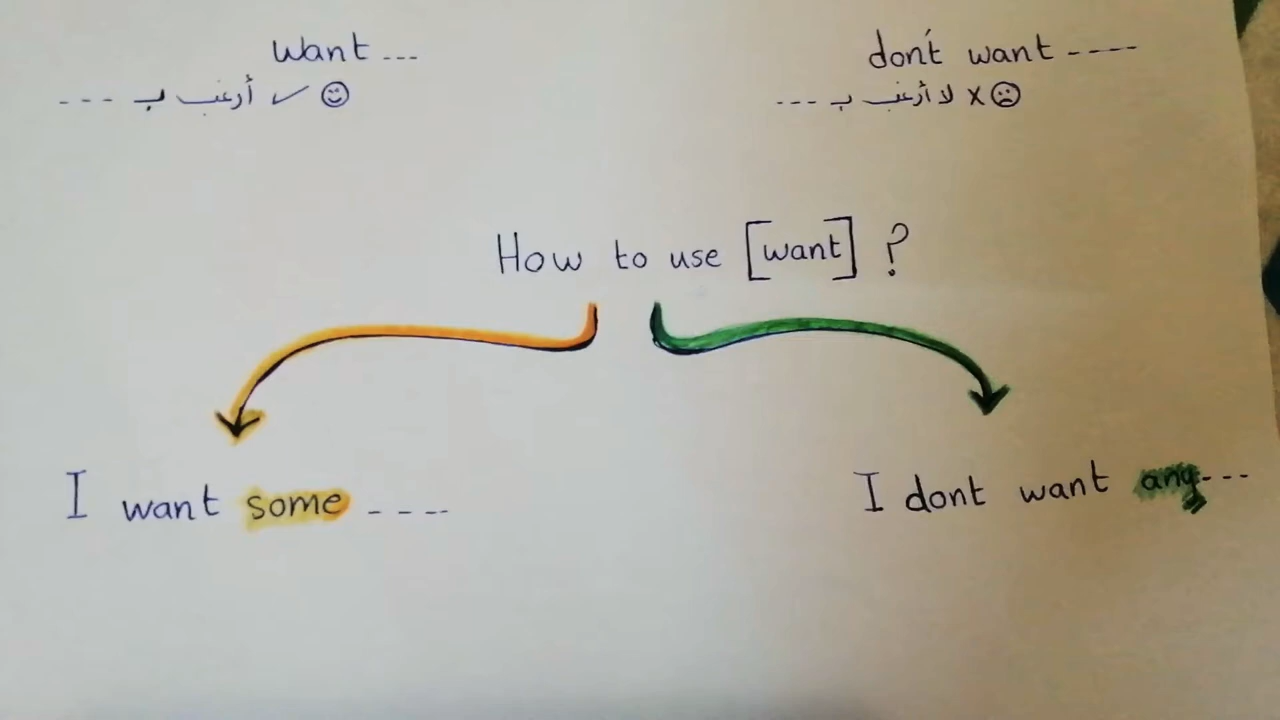 want ...
don't want ----
أرغب ب ---
لا أرغب ب ---
How to use [want] ?
I want some ----
I dont want any---